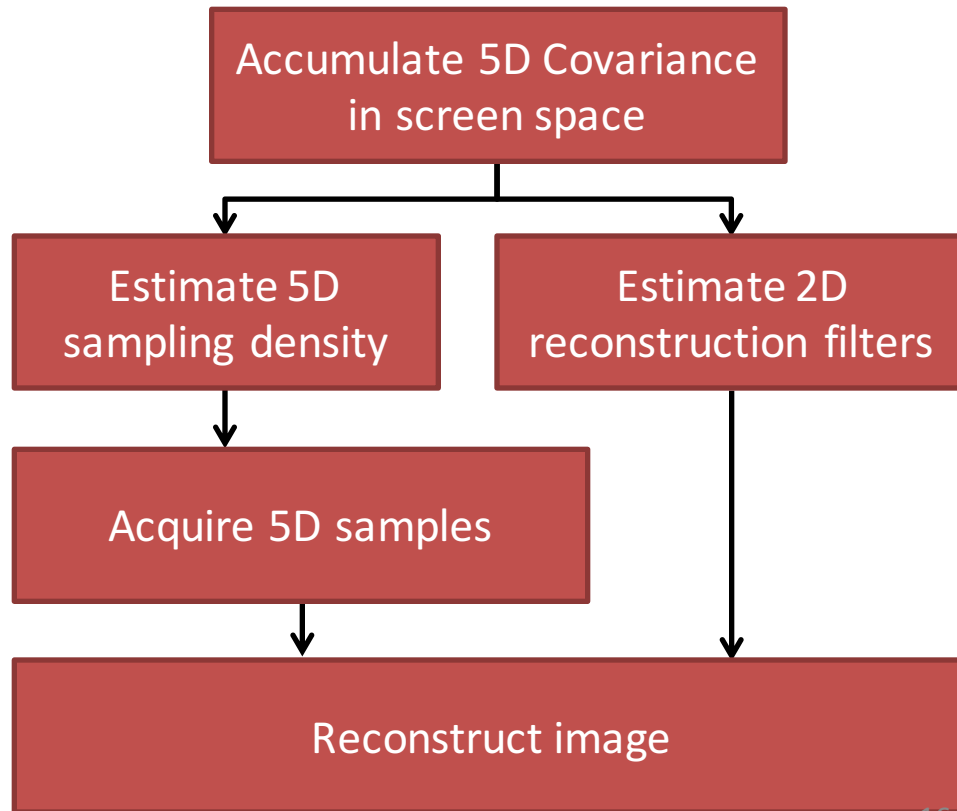 Accumulate 5D Covariance
in screen space
Estimate 5D
sampling density
Estimate 2D
reconstruction filters
Acquire 5D samples
Reconstruct image